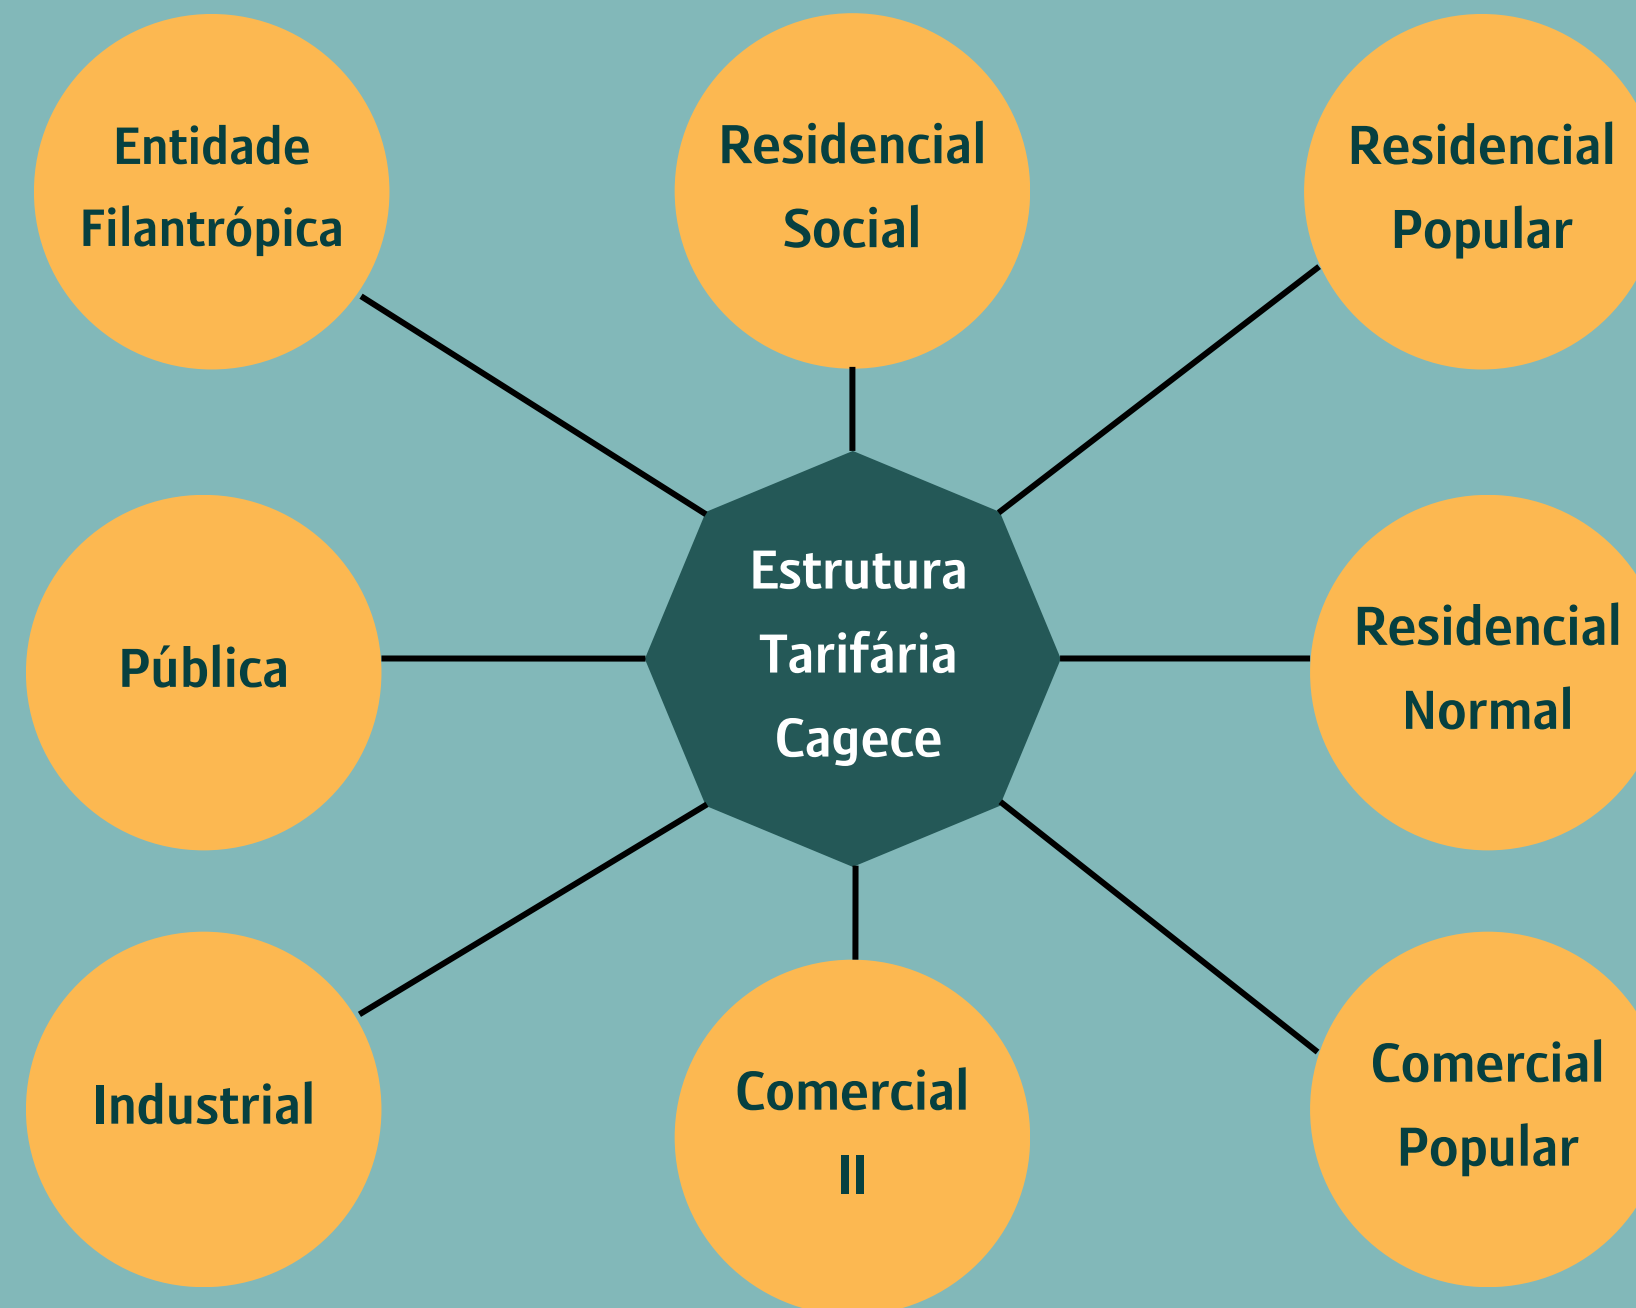 Entidade
Filantrópica
Residencial
Social
Residencial
Popular
Pública
Estrutura
Tarifária
Cagece
Residencial
Normal
Industrial
Comercial
II
Comercial
Popular